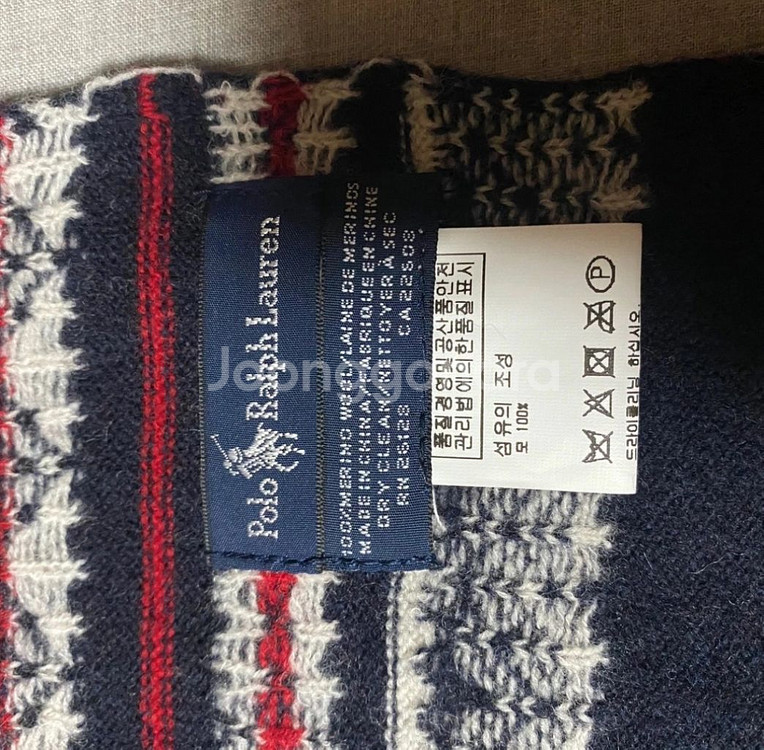 Polo Ralph Lauren
100% MERINO WOOL/LAINE DE MERINOS
MADE IN CHINA/FABRIQUE EN CHINE
DRY CLEAN/NETTOYER À SEC
RN 26128 CA 22602
품질경영및공산품안전
관리법에의한품질표시
섬유의 조성
모 100%
P
드라이클리닝 하십시오.
Joonggonara